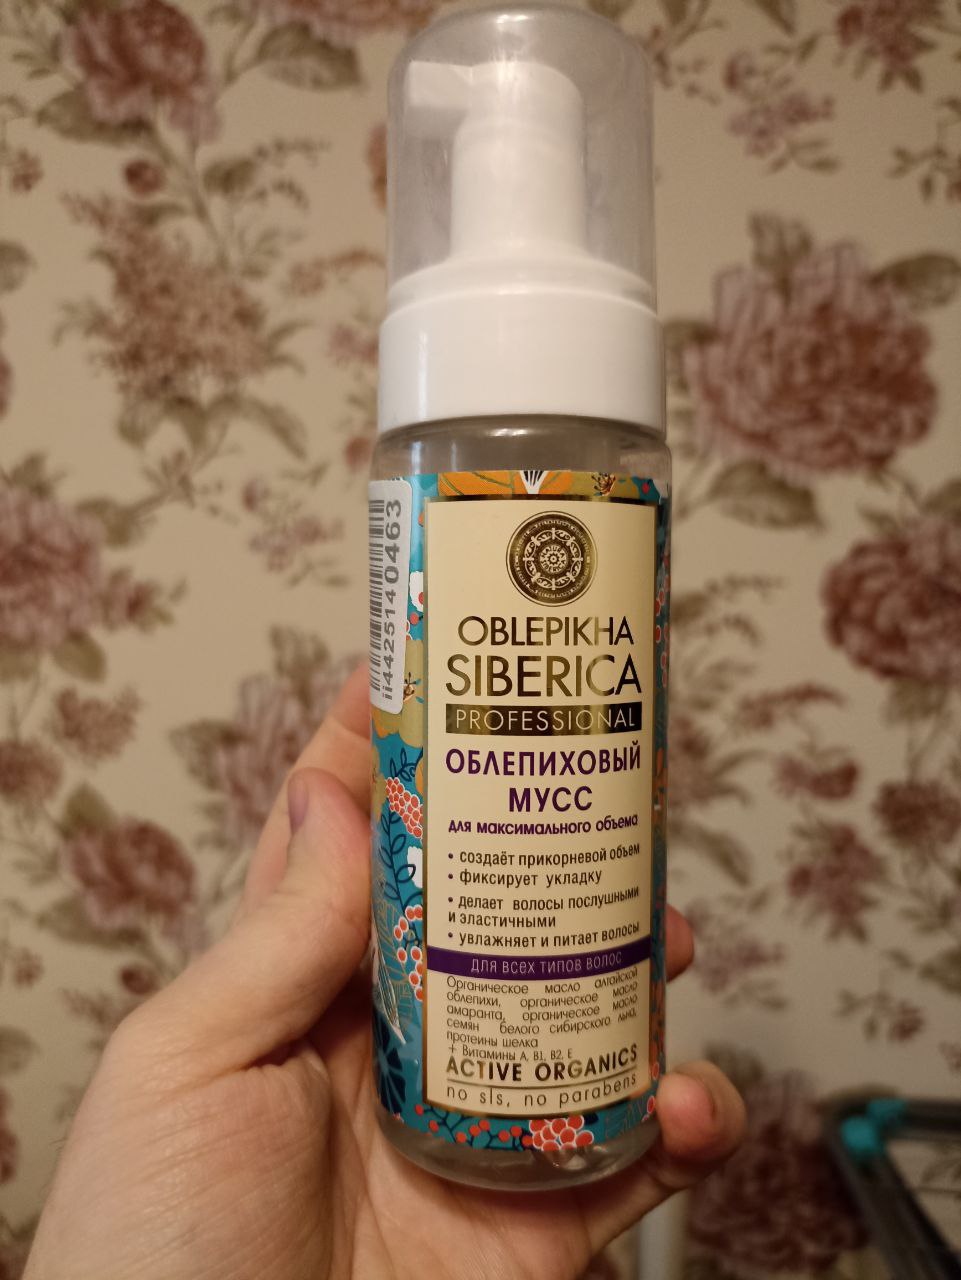 ii442514 0463
OBLEPIKHA
SIBERICA
PROFESSIONAL
ОБЛЕПИХОВЫЙ
МУСС
для максимального объема
• создаёт прикорневой объем
• фиксирует укладку
• делает волосы послушными
и эластичными
• увлажняет и питает волосы
ДЛЯ ВСЕХ ТИПОВ ВОЛОС
Органическое масло алтайской
облепихи, органическое масло
амаранта, органическое масло
семян белого сибирского льна,
протеины шелка
+ Витамины A, B1, B2, E
ACTIVE ORGANICS
no sls, no parabens